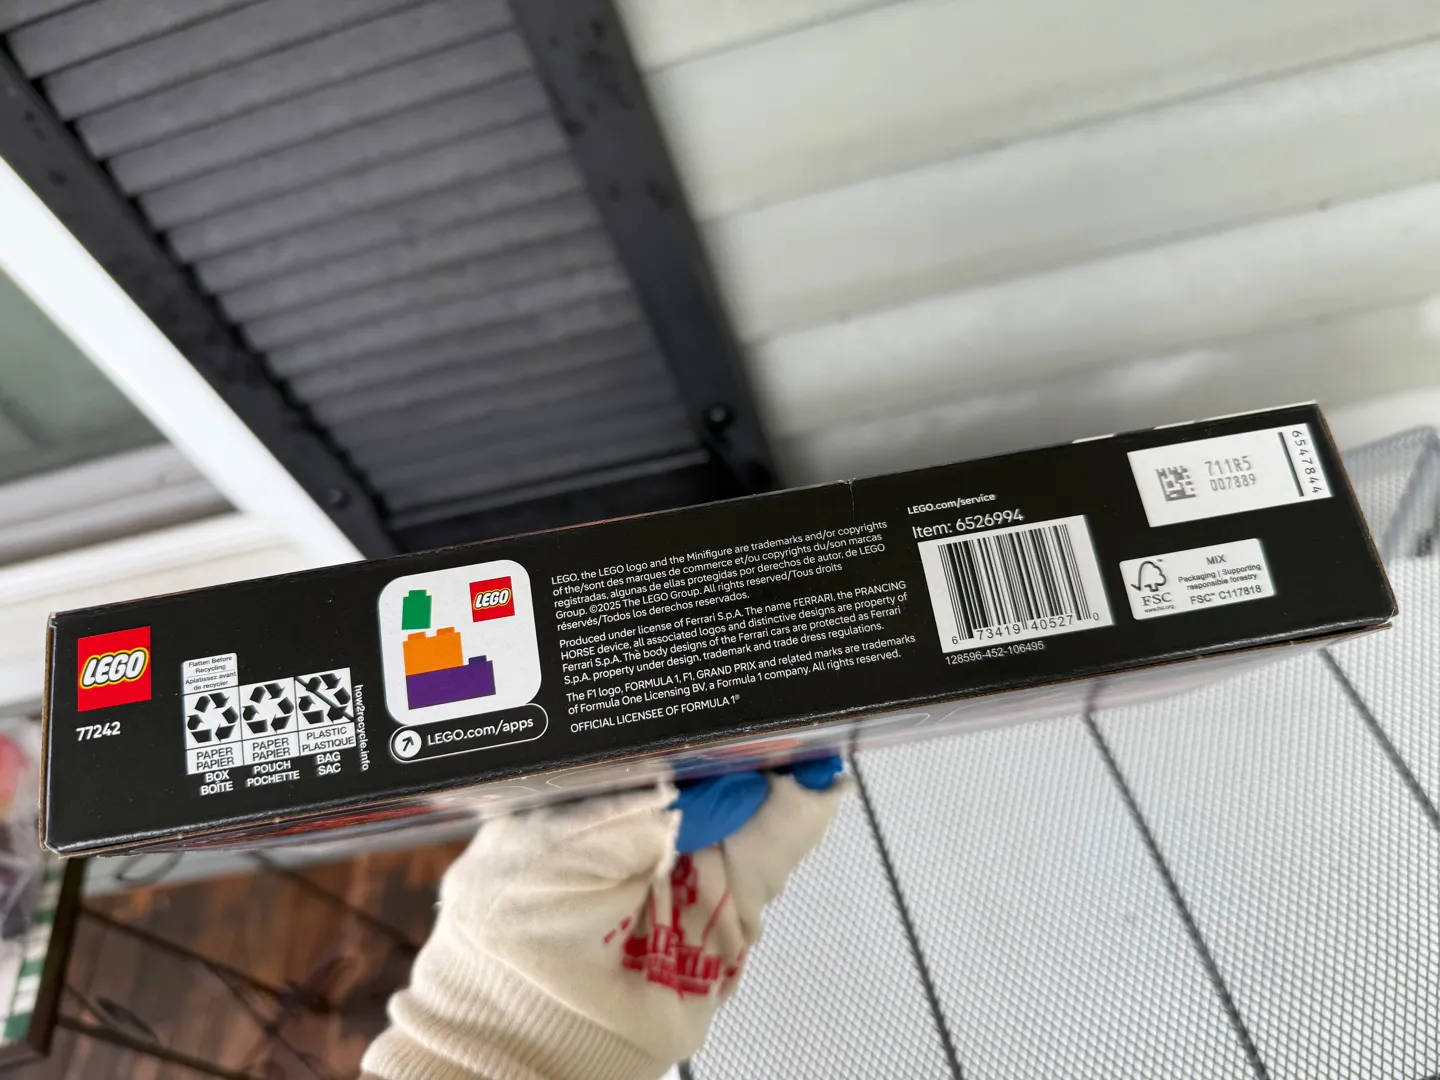 LEGO
77242
Flatten Before
Recycling
Aplatissez avant
de recycler
PAPER
PAPIER
BOX
BOÎTE
PAPER
PAPIER
POUCH
POCHETTE
PLASTIC
PLASTIQUE
BAG
SAC
how2recycle.info
LEGO
LEGO.com/apps
LEGO, the LEGO logo and the Minifigure are trademarks and/or copyrights
of the/sont des marques de commerce et/ou copyrights du/son marcas
registradas, algunas de ellas protegidas por derechos de autor, de LEGO
Group. ©2025 The LEGO Group. All rights reserved/Tous droits
réservés/Todos los derechos reservados.
Produced under license of Ferrari S.p.A. The name FERRARI, the PRANCING
HORSE device, all associated logos and distinctive designs are property of
Ferrari S.p.A. The body designs of the Ferrari cars are protected as Ferrari
S.p.A. property under design, trademark and trade dress regulations.
The F1 logo, FORMULA 1, F1, GRAND PRIX and related marks are trademarks
of Formula One Licensing BV, a Formula 1 company. All rights reserved.
OFFICIAL LICENSEE OF FORMULA 1®
LEGO.com/service
Item: 6526994
6 73419 40527 0
128596-452-106495
711R5
007889
6547844
FSC
www.fsc.org
MIX
Packaging | Supporting
responsible forestry
FSC™ C117818